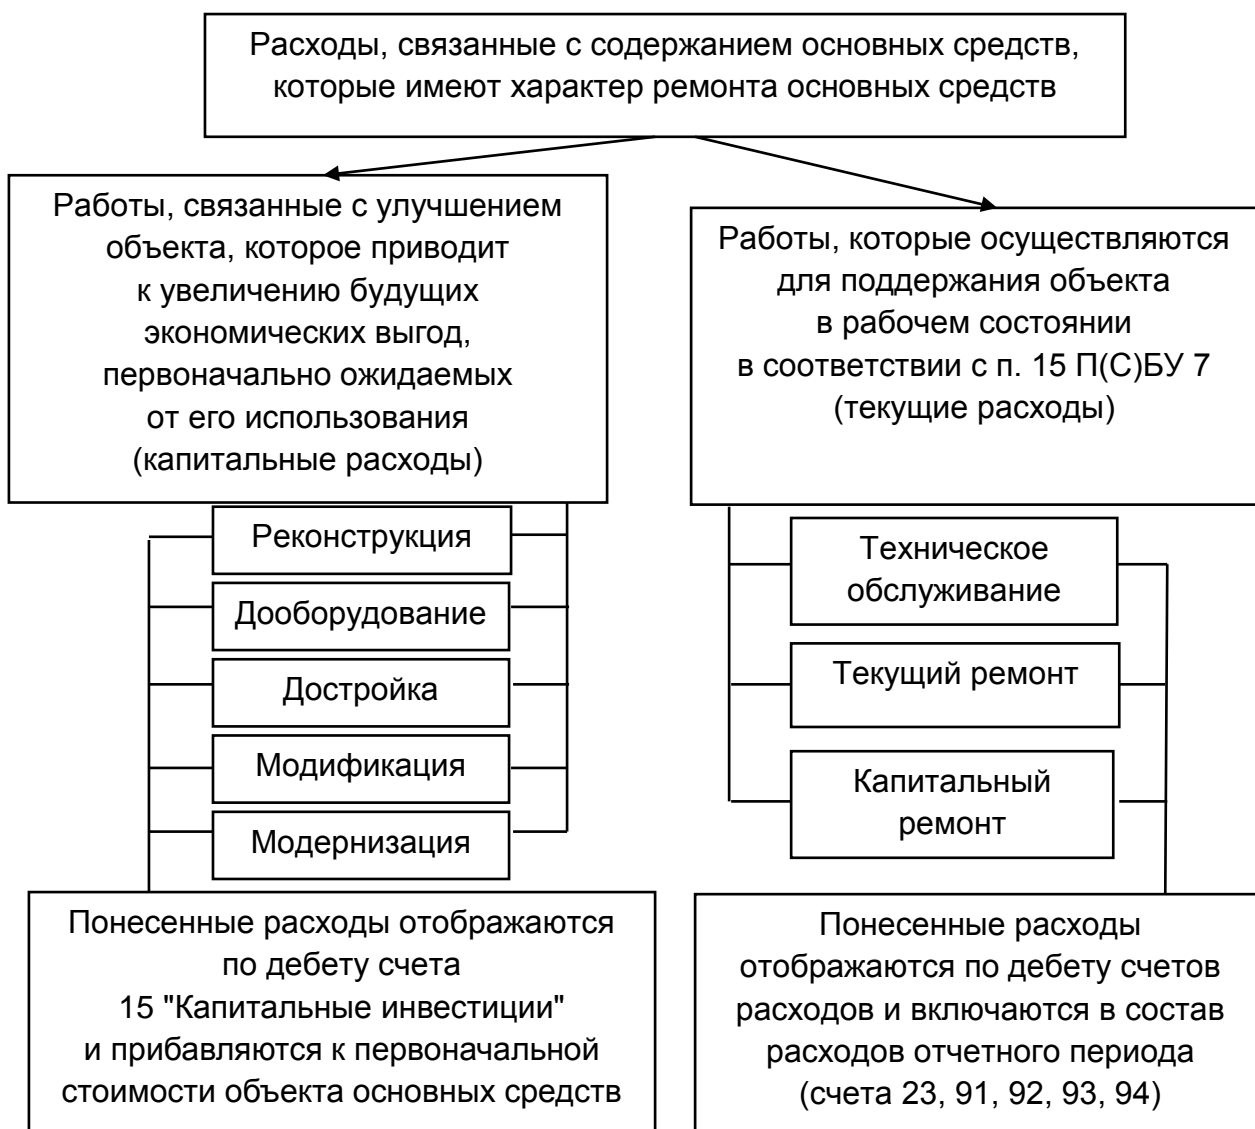 Расходы, связанные с содержанием основных средств,
которые имеют характер ремонта основных средств
Работы, связанные с улучшением
объекта, которое приводит
к увеличению будущих
экономических выгод,
первоначально ожидаемых
от его использования
(капитальные расходы)
Реконструкция
Дооборудование
Достройка
Модификация
Модернизация
Понесенные расходы отображаются
по дебету счета
15 "Капитальные инвестиции"
и прибавляются к первоначальной
стоимости объекта основных средств
Работы, которые осуществляются
для поддержания объекта
в рабочем состоянии
в соответствии с п. 15 П(С)БУ 7
(текущие расходы)
Техническое
обслуживание
Текущий ремонт
Капитальный
ремонт
Понесенные расходы
отображаются по дебету счетов
расходов и включаются в состав
расходов отчетного периода
(счета 23, 91, 92, 93, 94)